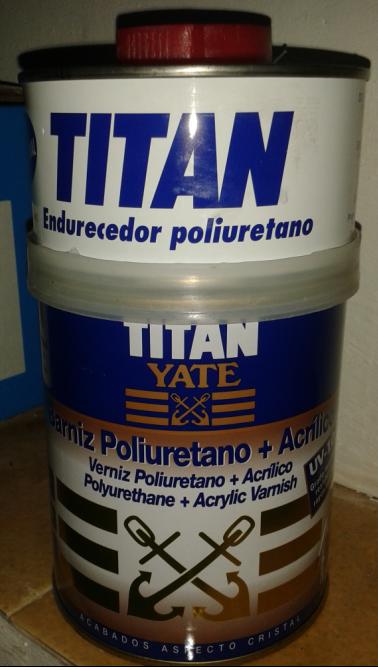 TITAN
Endurecedor poliuretano
TITAN
YATE
Barniz Poliuretano + Acrílico
Verniz Poliuretano + Acrílico
Polyurethane + Acrylic Varnish
ACABADOS ASPECTO CRISTAL